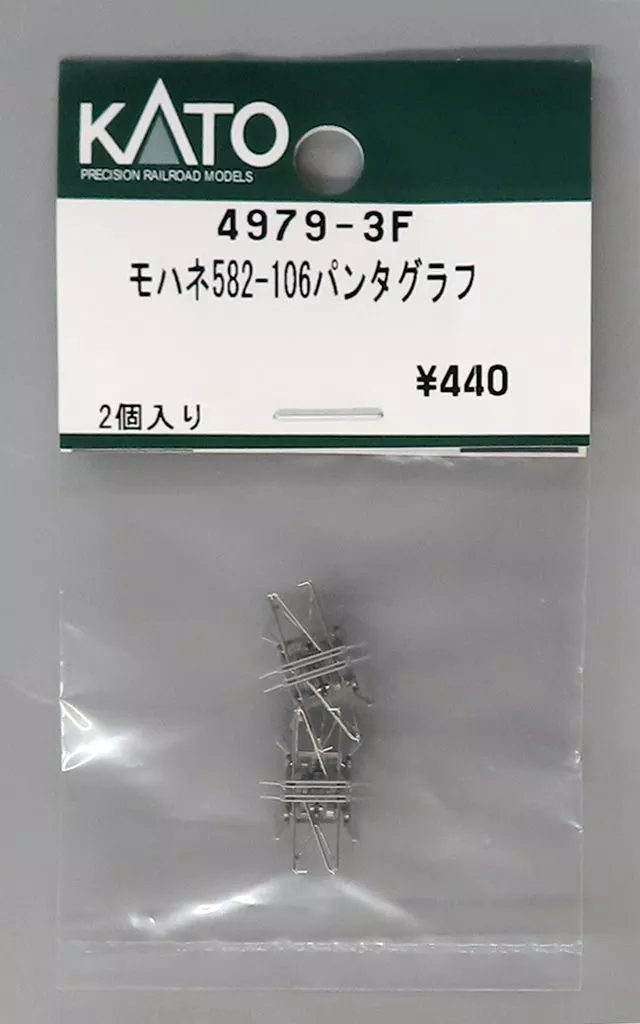 KATO
PRECISION RAILROAD MODELS
4979-3F
モハネ582-106パンタグラフ
¥440
2個入り